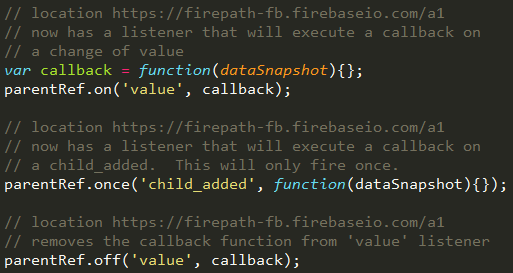 // location https://firepath-fb.firebaseio.com/a1
// now has a listener that will execute a callback on
// a change of value
var callback = function(dataSnapshot){};
parentRef.on('value', callback);
// location https://firepath-fb.firebaseio.com/a1
// now has a listener that will execute a callback on
// a child_added.  This will only fire once.
parentRef.once('child_added', function(dataSnapshot){});
// location https://firepath-fb.firebaseio.com/a1
// removes the callback function from 'value' listener
parentRef.off('value', callback);